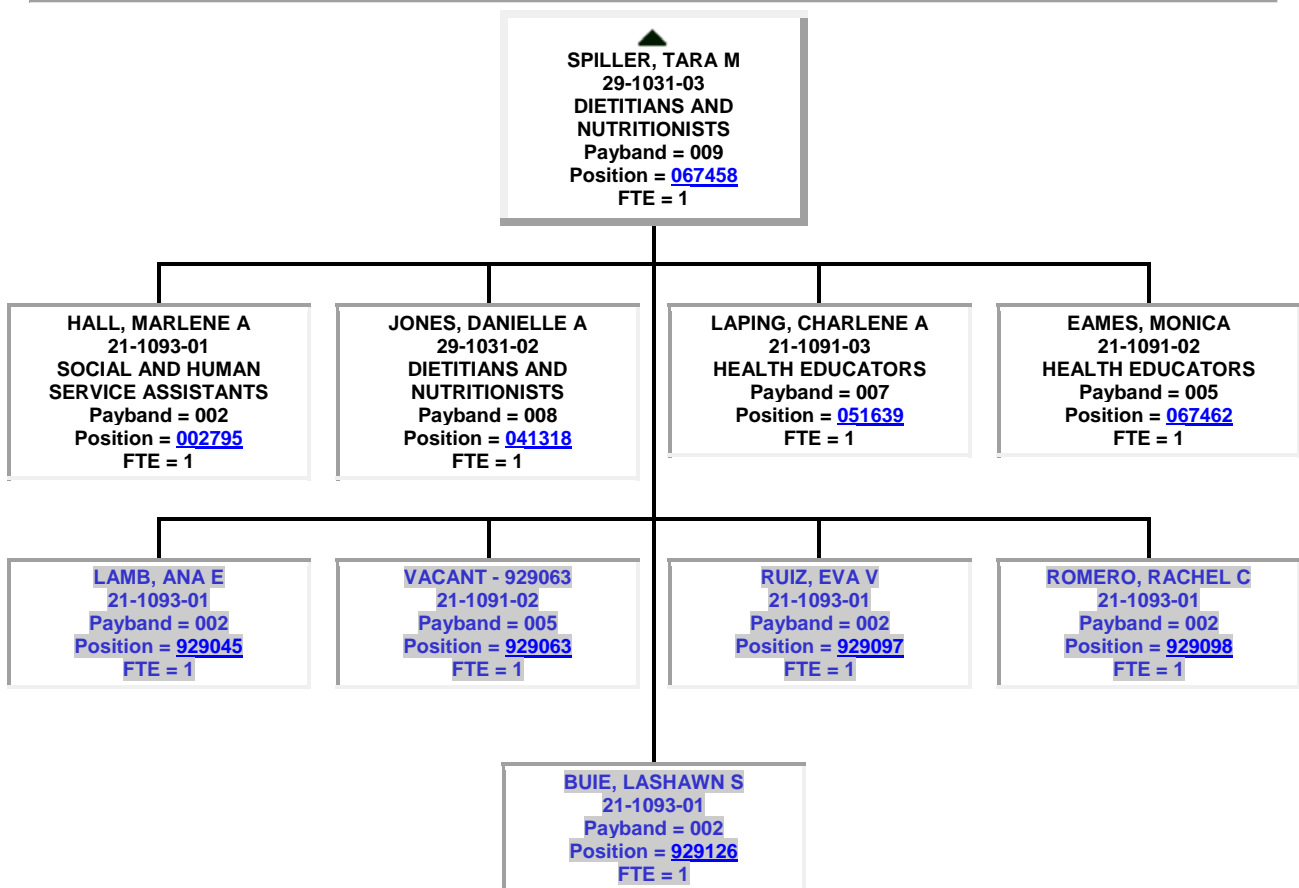 SPILLER, TARA M
29-1031-03
DIETITIANS AND
NUTRITIONISTS
Payband = 009
Position = 067458
FTE = 1
HALL, MARLENE A
21-1093-01
SOCIAL AND HUMAN
SERVICE ASSISTANTS
Payband = 002
Position = 002795
FTE = 1
JONES, DANIELLE A
29-1031-02
DIETITIANS AND
NUTRITIONISTS
Payband = 008
Position = 041318
FTE = 1
LAPING, CHARLENE A
21-1091-03
HEALTH EDUCATORS
Payband = 007
Position = 051639
FTE = 1
EAMES, MONICA
21-1091-02
HEALTH EDUCATORS
Payband = 005
Position = 067462
FTE = 1
LAMB, ANA E
21-1093-01
Payband = 002
Position = 929045
FTE = 1
VACANT - 929063
21-1091-02
Payband = 005
Position = 929063
FTE = 1
RUIZ, EVA V
21-1093-01
Payband = 002
Position = 929097
FTE = 1
ROMERO, RACHEL C
21-1093-01
Payband = 002
Position = 929098
FTE = 1
BUIE, LASHAWN S
21-1093-01
Payband = 002
Position = 929126
FTE = 1